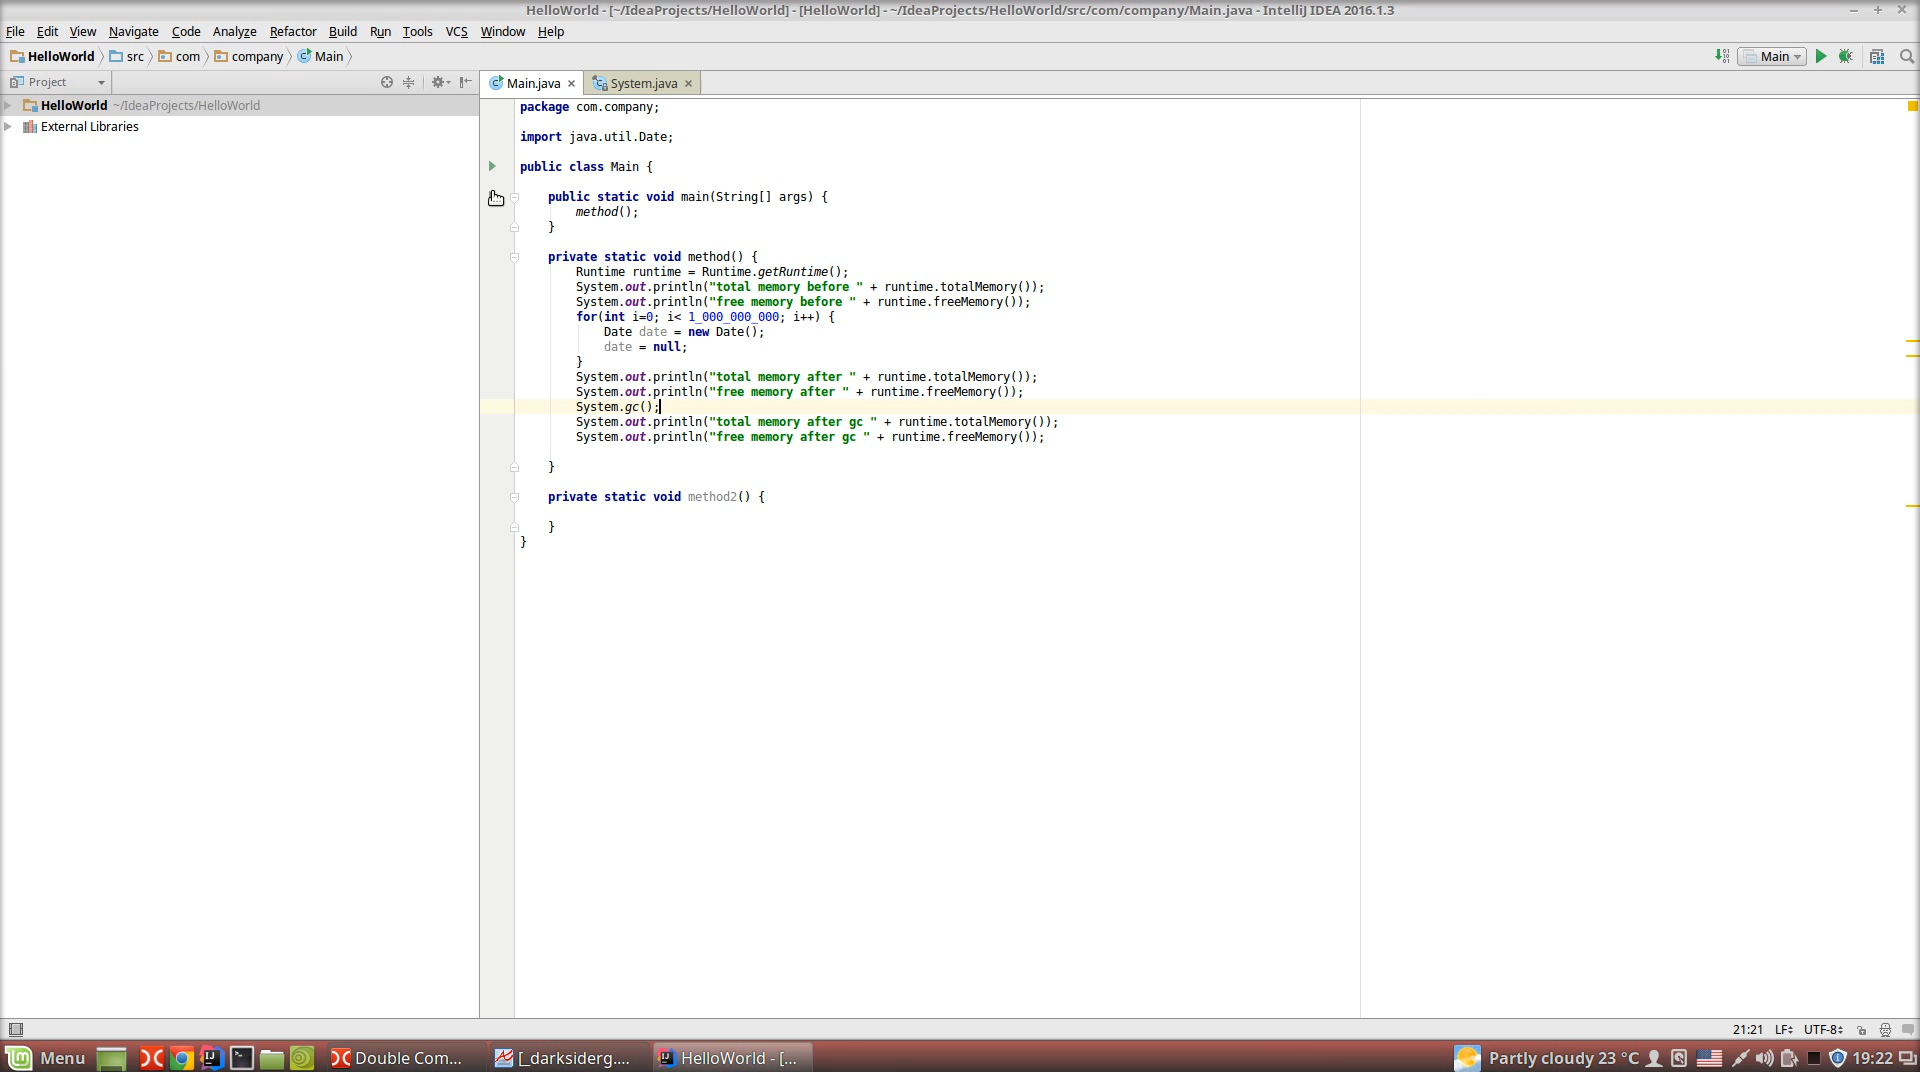 HelloWorld - [~/IdeaProjects/HelloWorld] - [HelloWorld] - ~/IdeaProjects/HelloWorld/src/com/company/Main.java - IntelliJ IDEA 2016.1.3
File Edit View Navigate Code Analyze Refactor Build Run Tools VCS Window Help
HelloWorld src com company Main Main
Project Main.java System.java
HelloWorld ~/IdeaProjects/HelloWorld
External Libraries
package com.company;
import java.util.Date;
public class Main {
public static void main(String[] args) {
method();
}
private static void method() {
Runtime runtime = Runtime.getRuntime();
System.out.println("total memory before " + runtime.totalMemory());
System.out.println("free memory before " + runtime.freeMemory());
for(int i=0; i< 1_000_000_000; i++) {
Date date = new Date();
date = null;
}
System.out.println("total memory after " + runtime.totalMemory());
System.out.println("free memory after " + runtime.freeMemory());
System.gc();
System.out.println("total memory after gc " + runtime.totalMemory());
System.out.println("free memory after gc " + runtime.freeMemory());
}
private static void method2() {
}
}
21:21 LF UTF-8
Menu Double Com... [_darksiderg.... HelloWorld - [... Partly cloudy 23 °C 19:22